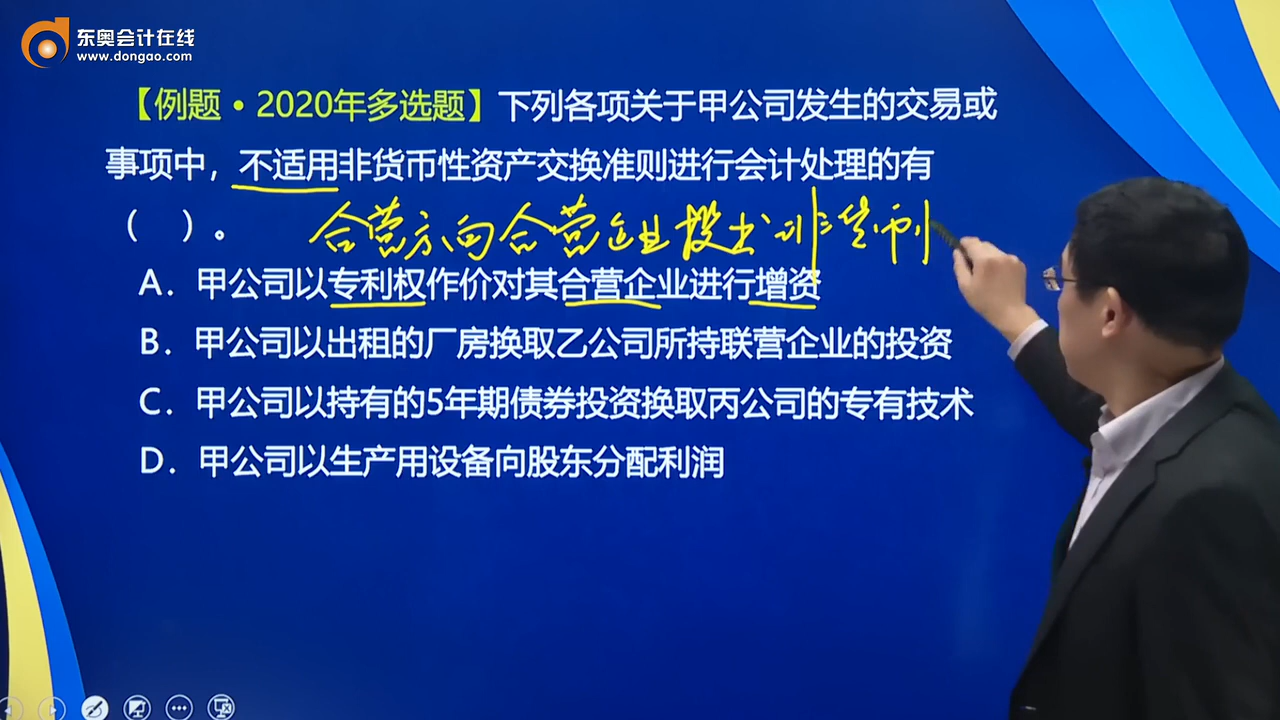 东奥会计在线
www.dongao.com
【例题·2020年多选题】下列各项关于甲公司发生的交易或
事项中，不适用非货币性资产交换准则进行会计处理的有
（ ）。
合营方向合营企业投出非货币
A．甲公司以专利权作价对其合营企业进行增资
B．甲公司以出租的厂房换取乙公司所持联营企业的投资
C．甲公司以持有的5年期债券投资换取丙公司的专有技术
D．甲公司以生产用设备向股东分配利润